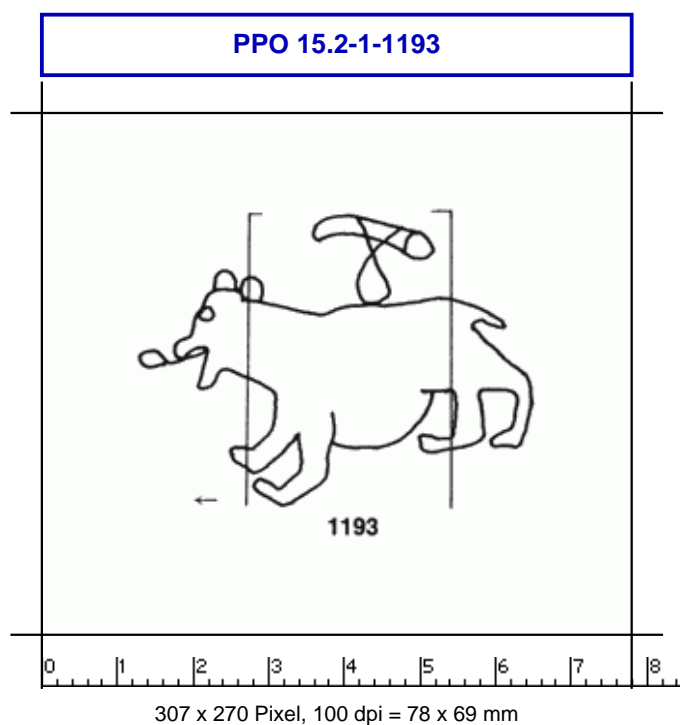 PPO 15.2-1-1193
←
1193
0 1 2 3 4 5 6 7 8
307 x 270 Pixel, 100 dpi = 78 x 69 mm